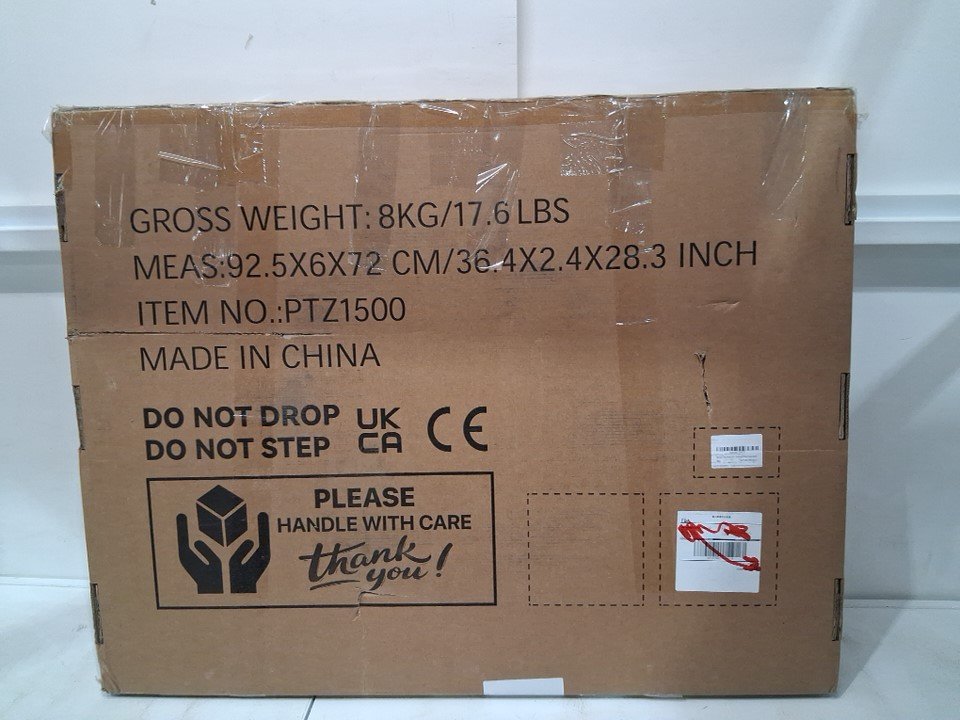 GROSS WEIGHT: 8KG/17.6 LBS
MEAS:92.5X6X72 CM/36.4X2.4X28.3 INCH
ITEM NO.:PTZ1500
MADE IN CHINA
DO NOT DROP
DO NOT STEP
UK
CA
CE
PLEASE
HANDLE WITH CARE
thank
you!